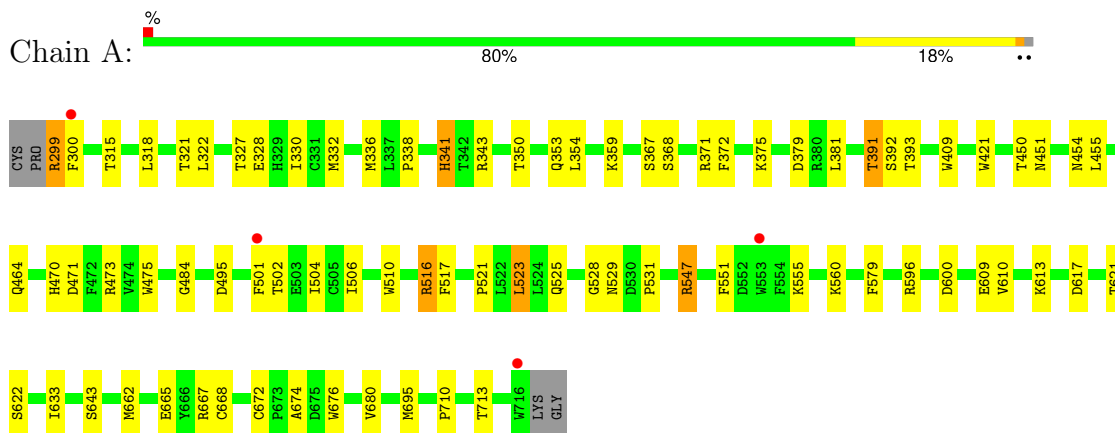 %
Chain A:
80% 18% ••
CYS PRO R299 F300 T315 L318 T321 L322 T327 E328 H329 I330 C331 M332 M336 L337 P338 H341 T342 R343 T350 Q353 L354 K359 S367 S368 R371 F372 K375 D379 R380 L381 T391 S392 T393 W409 W421 T450 N451 N454 L455
Q464 H470 D471 F472 R473 V474 W475 G484 D495 F501 T502 E503 I504 C505 I506 W510 R516 F517 P521 L522 L523 L524 Q525 G528 N529 D530 P531 R547 F551 D552 W553 F554 K555 K560 F579 R596 D600 E609 V610 K613 D617 T621
S622 I633 S643 M662 E665 Y666 R667 C668 C672 P673 A674 D675 W676 V680 M695 P710 T713 W716 LYS GLY